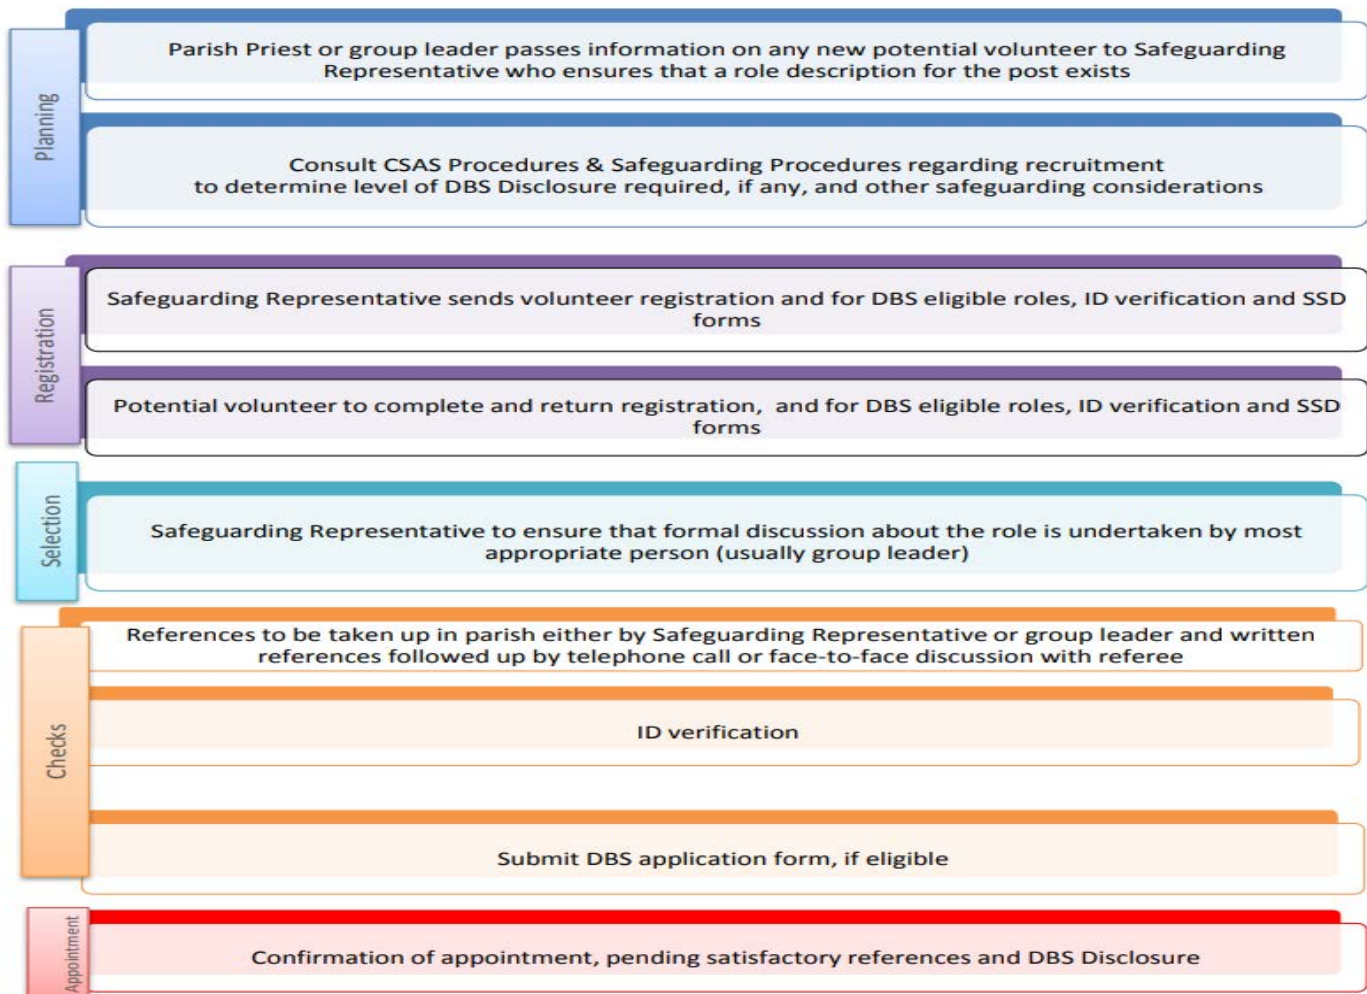 Planning
Parish Priest or group leader passes information on any new potential volunteer to Safeguarding
Representative who ensures that a role description for the post exists
Consult CSAS Procedures & Safeguarding Procedures regarding recruitment
to determine level of DBS Disclosure required, if any, and other safeguarding considerations
Registration
Safeguarding Representative sends volunteer registration and for DBS eligible roles, ID verification and SSD
forms
Potential volunteer to complete and return registration, and for DBS eligible roles, ID verification and SSD
forms
Selection
Safeguarding Representative to ensure that formal discussion about the role is undertaken by most
appropriate person (usually group leader)
Checks
References to be taken up in parish either by Safeguarding Representative or group leader and written
references followed up by telephone call or face-to-face discussion with referee
ID verification
Submit DBS application form, if eligible
Appointment
Confirmation of appointment, pending satisfactory references and DBS Disclosure